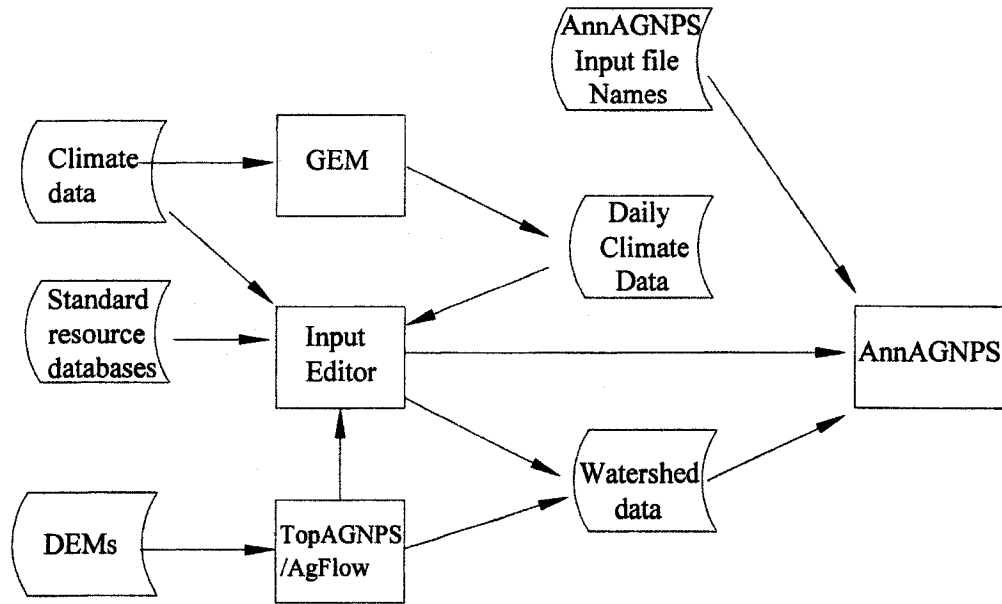 AnnAGNPS
Input file
Names
Climate
data
GEM
Daily
Climate
Data
Standard
resource
databases
Input
Editor
AnnAGNPS
DEMs
TopAGNPS
/AgFlow
Watershed
data